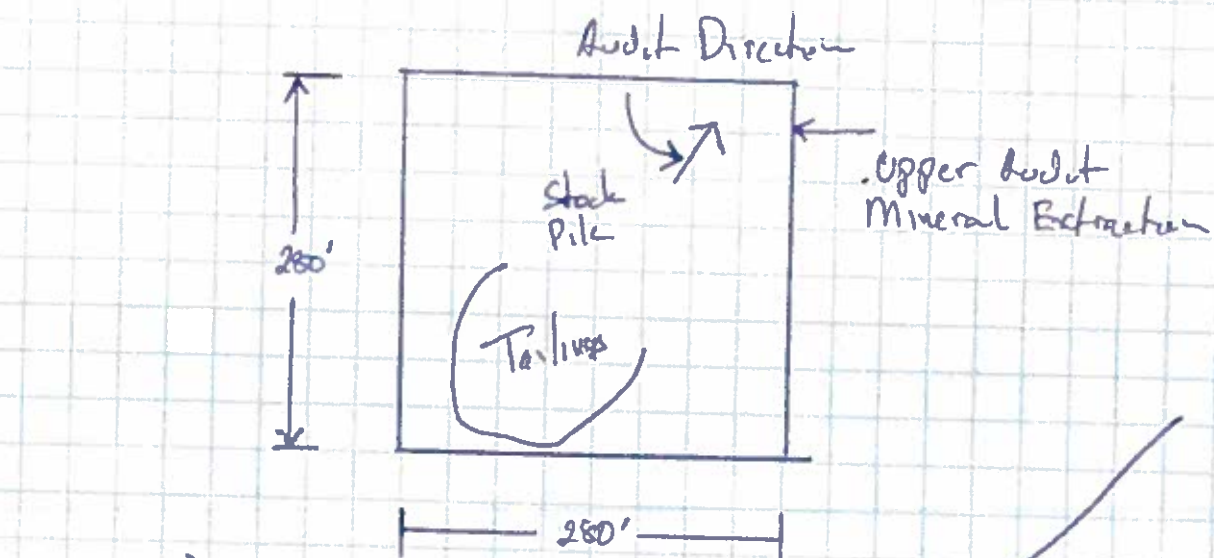 Audit Direction
Upper Audit
Mineral Extraction
Stock
Pile
280'
Tailings
280'